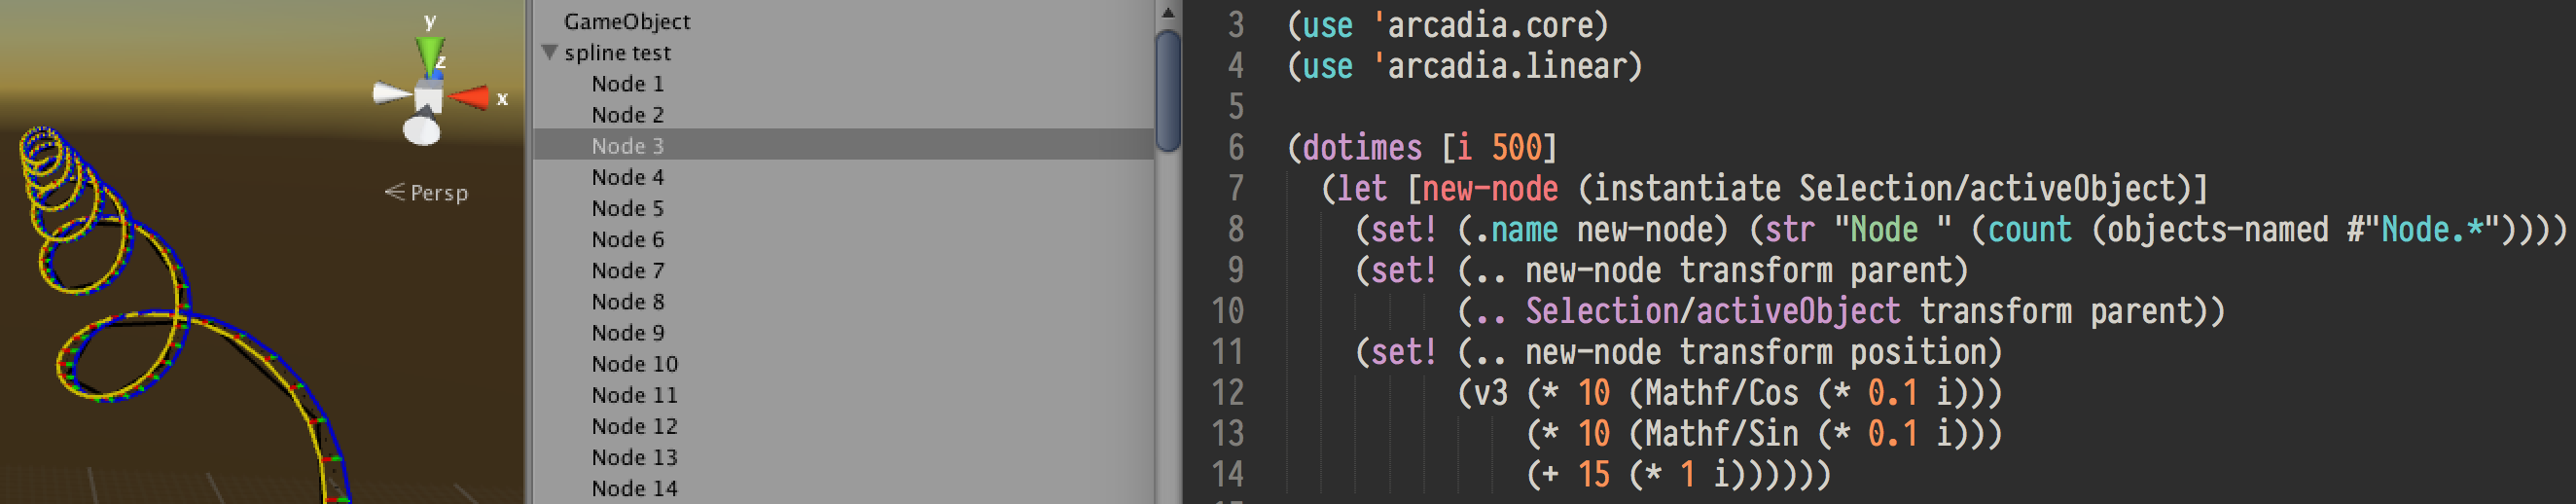 y
z
x
< Persp
GameObject
spline test
Node 1
Node 2
Node 3
Node 4
Node 5
Node 6
Node 7
Node 8
Node 9
Node 10
Node 11
Node 12
Node 13
Node 14
3 (use 'arcadia.core)
4 (use 'arcadia.linear)
5
6 (dotimes [i 500]
7 (let [new-node (instantiate Selection/activeObject)]
8 (set! (.name new-node) (str "Node " (count (objects-named #"Node.*"))))
9 (set! (.. new-node transform parent)
10 (.. Selection/activeObject transform parent))
11 (set! (.. new-node transform position)
12 (v3 (* 10 (Mathf/Cos (* 0.1 i)))
13 (* 10 (Mathf/Sin (* 0.1 i)))
14 (+ 15 (* 1 i))))))